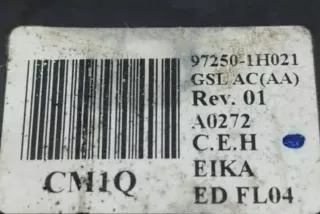 97250-1H021
GSL AC(AA)
Rev. 01
A0272
C.E.H
EIKA
CM1Q
ED FL04